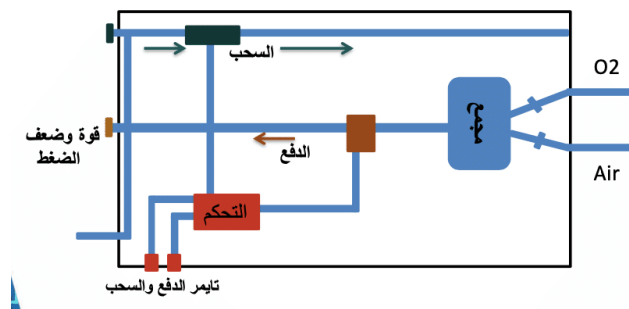 السحب
O2
مجمع
قوة وضعف
الضغط
الدفع
Air
التحكم
تايمر الدفع والسحب